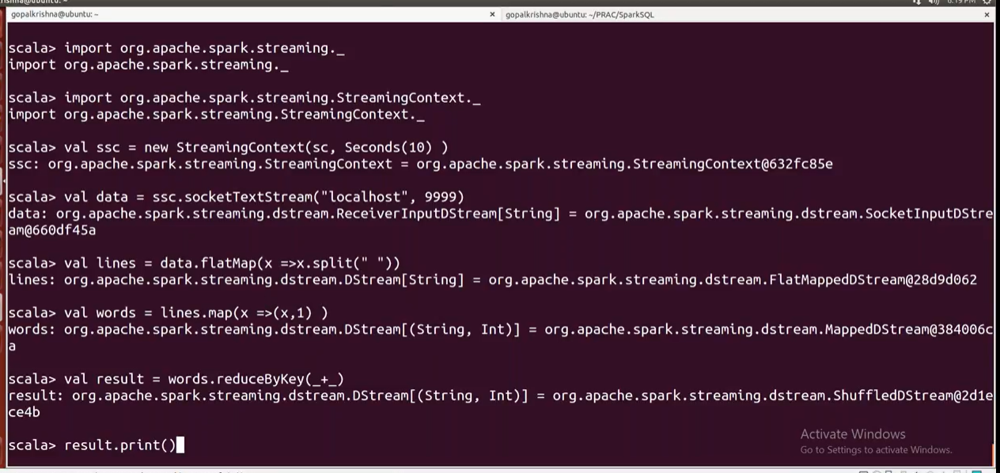 gopalkrishna@ubuntu: ~ × gopalkrishna@ubuntu: ~/PRAC/SparkSQL ×
scala> import org.apache.spark.streaming._
import org.apache.spark.streaming._
scala> import org.apache.spark.streaming.StreamingContext._
import org.apache.spark.streaming.StreamingContext._
scala> val ssc = new StreamingContext(sc, Seconds(10) )
ssc: org.apache.spark.streaming.StreamingContext = org.apache.spark.streaming.StreamingContext@632fc85e
scala> val data = ssc.socketTextStream("localhost", 9999)
data: org.apache.spark.streaming.dstream.ReceiverInputDStream[String] = org.apache.spark.streaming.dstream.SocketInputDStre
am@660df45a
scala> val lines = data.flatMap(x =>x.split(" "))
lines: org.apache.spark.streaming.dstream.DStream[String] = org.apache.spark.streaming.dstream.FlatMappedDStream@28d9d062
scala> val words = lines.map(x =>(x,1) )
words: org.apache.spark.streaming.dstream.DStream[(String, Int)] = org.apache.spark.streaming.dstream.MappedDStream@384006c
a
scala> val result = words.reduceByKey(_+_)
result: org.apache.spark.streaming.dstream.DStream[(String, Int)] = org.apache.spark.streaming.dstream.ShuffledDStream@2d1e
ce4b
scala> result.print()
Activate Windows
Go to Settings to activate Windows.